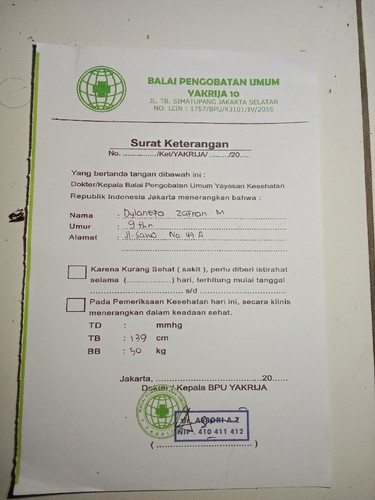 BALAI PENGOBATAN UMUM
YAKRIJA 10
JL. TB. SIMATUPANG JAKARTA SELATAN
NO. IZIN : 1757/BPU/43101/IV/2016
Surat Keterangan
No. ............../Ket/YAKRIJA/ ......../20.....
Yang bertanda tangan dibawah ini :
Dokter/Kepala Balai Pengobatan Umum Yayasan Kesehatan
Republik Indonesia Jakarta menerangkan bahwa :
Nama : Zafran M
Umur : 9 thn
Alamat : Jl. Sawo No 49 A
Karena Kurang Sehat ( sakit ), perlu diberi istirahat
selama (..................) hari, terhitung mulai tanggal
.................................. s/d ..................................
Pada Pemeriksaan Kesehatan hari ini, secara klinis
menerangkan dalam keadaan sehat.
TD : mmhg
TB : 139 cm
BB : 50 kg
Jakarta, ..................................20......
Dokter / Kepala BPU YAKRIJA
NIP . 410 411 412
( .................................. )